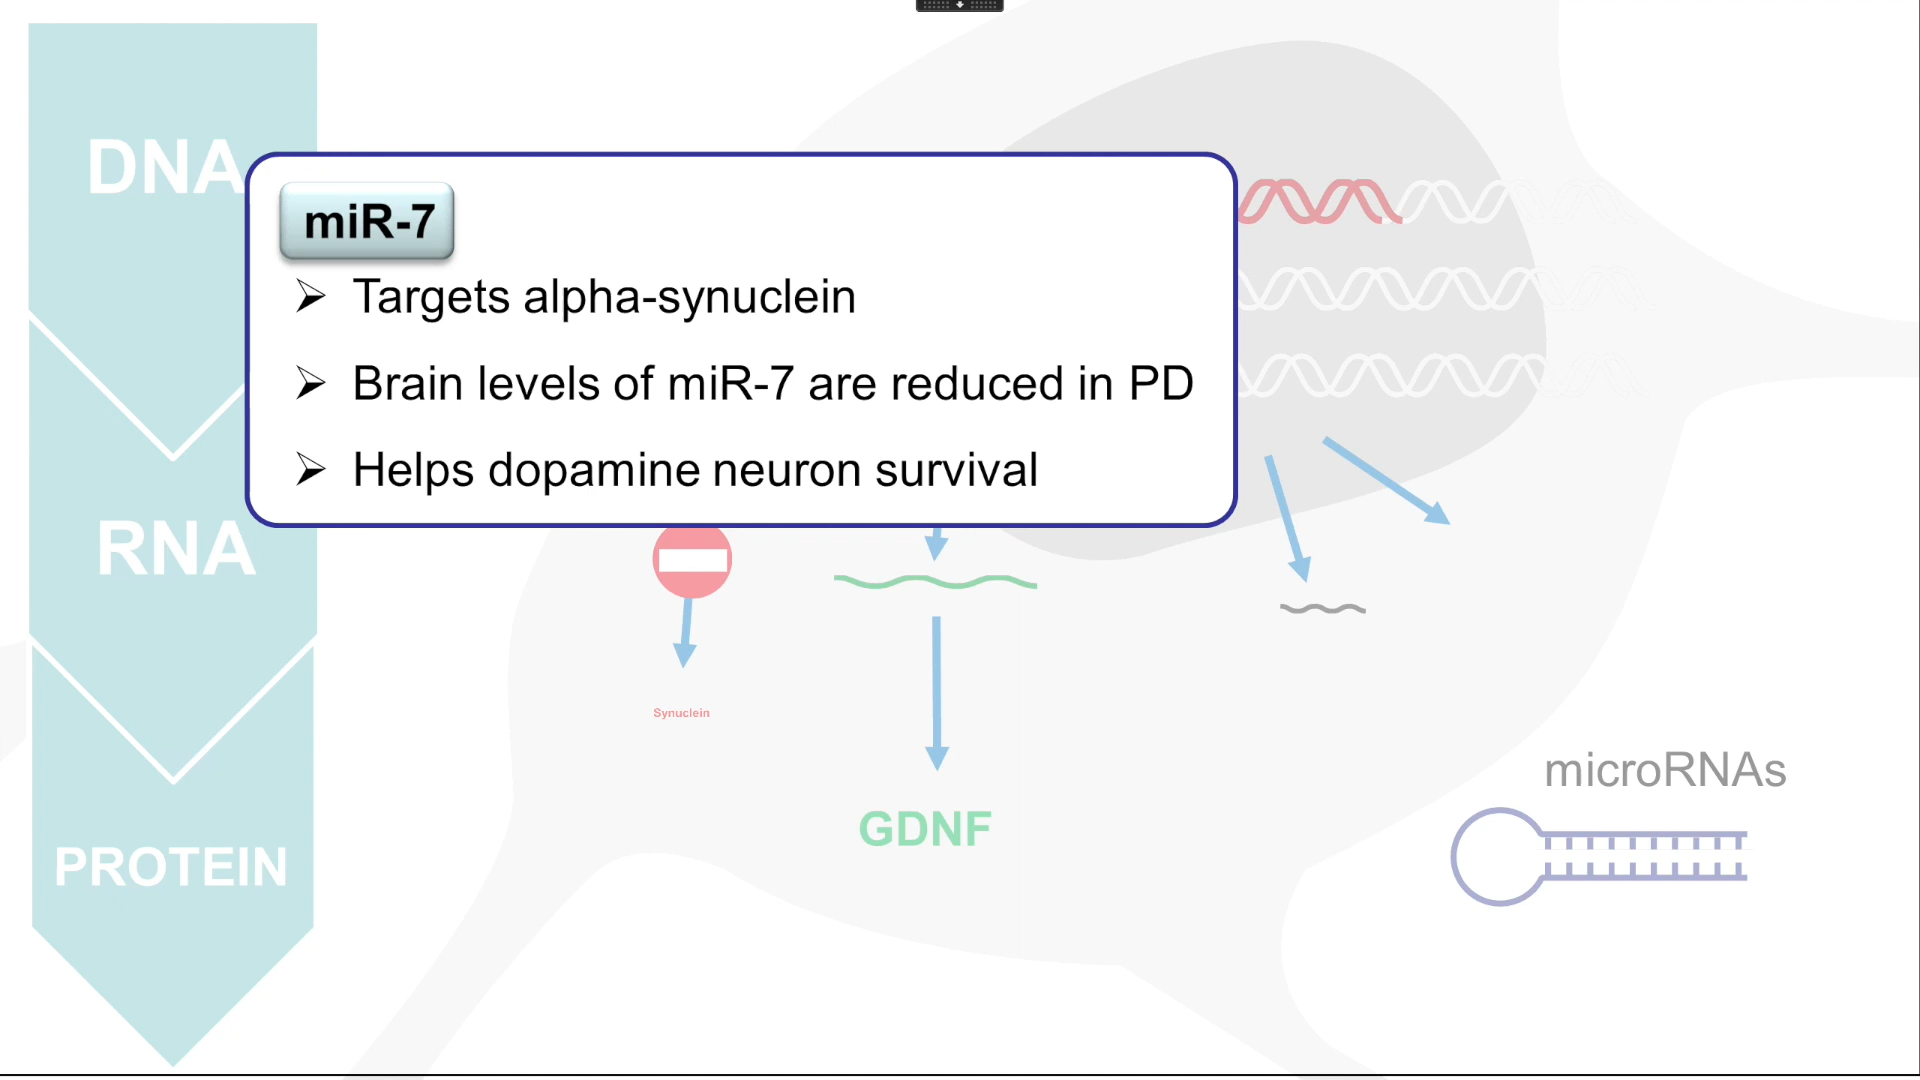 DNA
miR-7
Targets alpha-synuclein
Brain levels of miR-7 are reduced in PD
Helps dopamine neuron survival
RNA
Synuclein
microRNAs
GDNF
PROTEIN